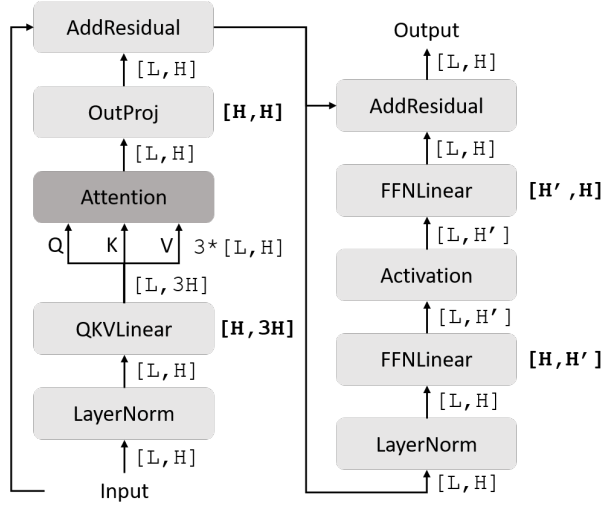 AddResidual
[L,H]
OutProj [H,H]
[L,H]
Attention
Q K V 3*[L,H]
[L,3H]
QKVLinear [H,3H]
[L,H]
LayerNorm
[L,H]
Input
Output
[L,H]
AddResidual
[L,H]
FFNLinear [H′,H]
[L,H′]
Activation
[L,H′]
FFNLinear [H,H′]
[L,H]
LayerNorm
[L,H]